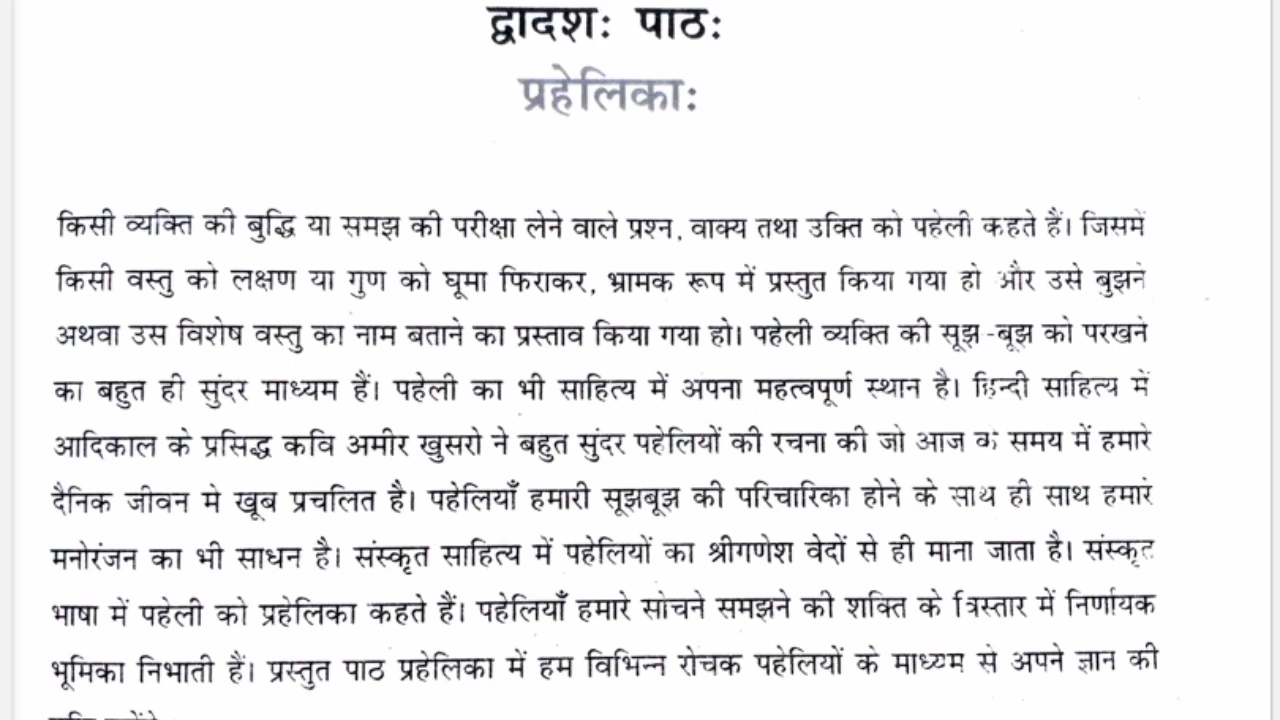 द्वादशः पाठः
प्रहेलिकाः
किसी व्यक्ति की बुद्धि या समझ की परीक्षा लेने वाले प्रश्न, वाक्य तथा उक्ति को पहेली कहते हैं। जिसमें
किसी वस्तु को लक्षण या गुण को घूमा फिराकर, भ्रामक रूप में प्रस्तुत किया गया हो और उसे बुझने
अथवा उस विशेष वस्तु का नाम बताने का प्रस्ताव किया गया हो। पहेली व्यक्ति की सूझ-बूझ को परखने
का बहुत ही सुंदर माध्यम हैं। पहेली का भी साहित्य में अपना महत्वपूर्ण स्थान है। हिन्दी साहित्य में
आदिकाल के प्रसिद्ध कवि अमीर खुसरो ने बहुत सुंदर पहेलियों की रचना की जो आज के समय में हमारे
दैनिक जीवन मे खूब प्रचलित है। पहेलियाँ हमारी सूझबूझ की परिचारिका होने के साथ ही साथ हमारे
मनोरंजन का भी साधन है। संस्कृत साहित्य में पहेलियों का श्रीगणेश वेदों से ही माना जाता है। संस्कृत
भाषा में पहेली को प्रहेलिका कहते हैं। पहेलियाँ हमारे सोचने समझने की शक्ति के विस्तार में निर्णायक
भूमिका निभाती हैं। प्रस्तुत पाठ प्रहेलिका में हम विभिन्न रोचक पहेलियों के माध्यम से अपने ज्ञान की